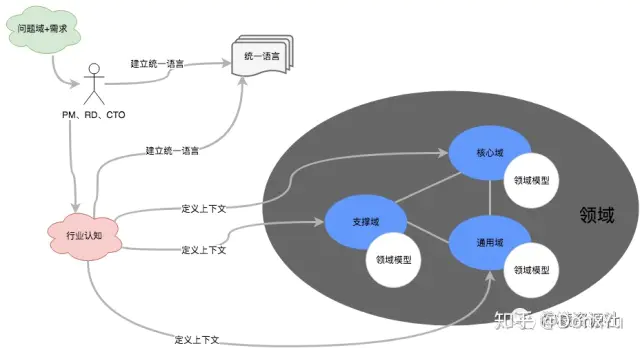 问题域+需求
建立统一语言
统一语言
PM、RD、CTO
建立统一语言
核心域
领域模型
定义上下文
支撑域
领域
行业认知
定义上下文
通用域
领域模型
领域模型
定义上下文
知乎